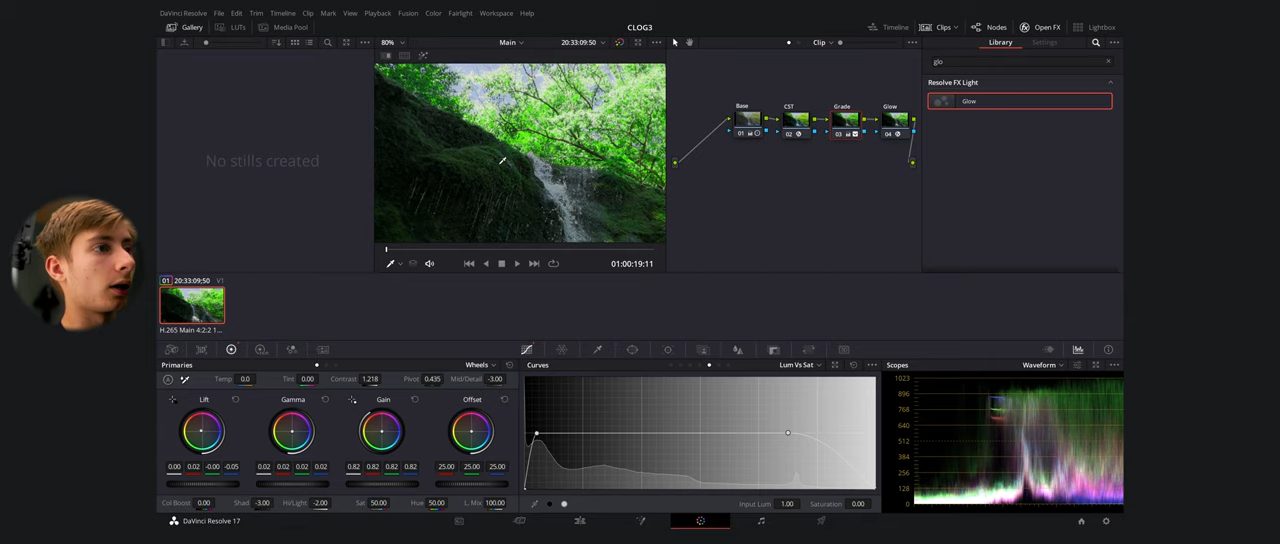 DaVinci Resolve File Edit Trim Timeline Clip Mark View Playback Fusion Color Fairlight Workspace Help
Gallery LUTs Media Pool CLOG3 Timeline Clips Nodes Open FX Lightbox
80% Main 20:33:09:50 Clip Library Settings
glo
Resolve FX Light
Glow
No stills created
Base CST Grade Glow
01 02 03 04
01:00:19:11
01 20:33:09;50 V1
H.265 Main 4:2:2 1...
Primaries Wheels Curves Lum Vs Sat Scopes Waveform
Temp 0.0 Tint 0.00 Contrast 1.218 Pivot 0.435 Mid/Detail -3.00
Lift Gamma Gain Offset
0.00 0.02 -0.00 -0.05 0.02 0.02 0.02 0.02 0.82 0.82 0.82 0.82 25.00 25.00 25.00
Col Boost 0.00 Shad -3.00 Hi/Light -2.00 Sat 50.00 Hue 50.00 L. Mix 100.00 Input Lum 1.00 Saturation 0.00
1023
896
768
640
512
384
256
128
0
DaVinci Resolve 17